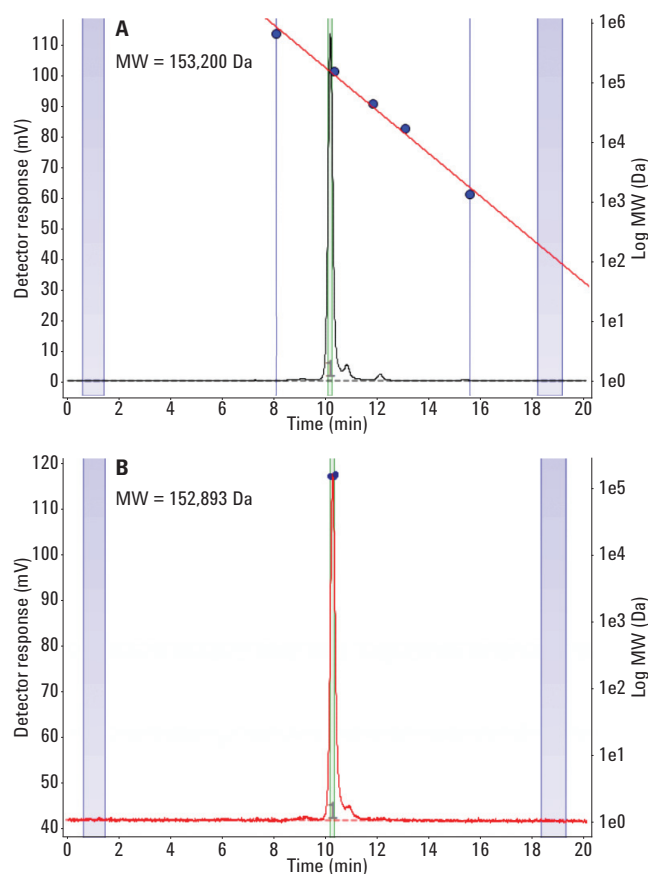 A
MW = 153,200 Da
Detector response (mV)
110
100
90
80
70
60
50
40
30
20
10
0
1e6
1e5
1e4
1e3
1e2
1e1
1e0
Log MW (Da)
1
0 2 4 6 8 10 12 14 16 18 20
Time (min)
B
MW = 152,893 Da
Detector response (mV)
120
110
100
90
80
70
60
50
40
1e5
1e4
1e3
1e2
1e1
1e0
Log MW (Da)
1
0 2 4 6 8 10 12 14 16 18 20
Time (min)